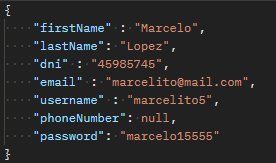 {
"firstName" : "Marcelo",
"lastName": "Lopez",
"dni" : "45985745",
"email" : "marcelito@mail.com",
"username" : "marcelito5",
"phoneNumber": null,
"password": "marcelo15555"
}